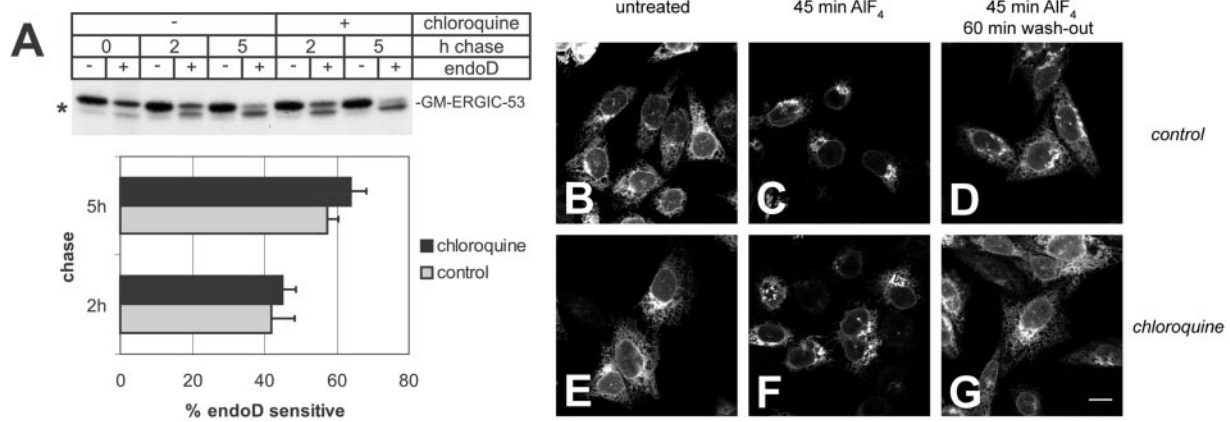 A
- + chloroquine
0 2 5 2 5 h chase
- + - + - + - + - + endoD
* -GM-ERGIC-53
chase
5h
2h
chloroquine
control
0 20 40 60 80
% endoD sensitive
untreated
45 min AlF4
45 min AlF4
60 min wash-out
B
C
D
control
E
F
G
chloroquine